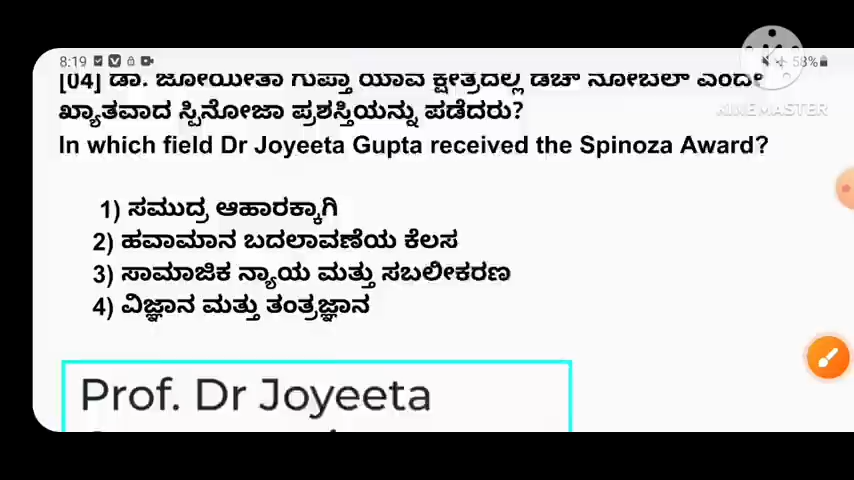 8:19
58%
KINEMASTER
[04] ಡಾ. ಜೋಯೀತಾ ಗುಪ್ತಾ ಯಾವ ಕ್ಷೇತ್ರದಲ್ಲಿ ಡಚ್ ನೋಬೆಲ್ ಎಂದೇ
ಖ್ಯಾತವಾದ ಸ್ಪಿನೋಜಾ ಪ್ರಶಸ್ತಿಯನ್ನು ಪಡೆದರು?
In which field Dr Joyeeta Gupta received the Spinoza Award?
1) ಸಮುದ್ರ ಆಹಾರಕ್ಕಾಗಿ
2) ಹವಾಮಾನ ಬದಲಾವಣೆಯ ಕೆಲಸ
3) ಸಾಮಾಜಿಕ ನ್ಯಾಯ ಮತ್ತು ಸಬಲೀಕರಣ
4) ವಿಜ್ಞಾನ ಮತ್ತು ತಂತ್ರಜ್ಞಾನ
Prof. Dr Joyeeta